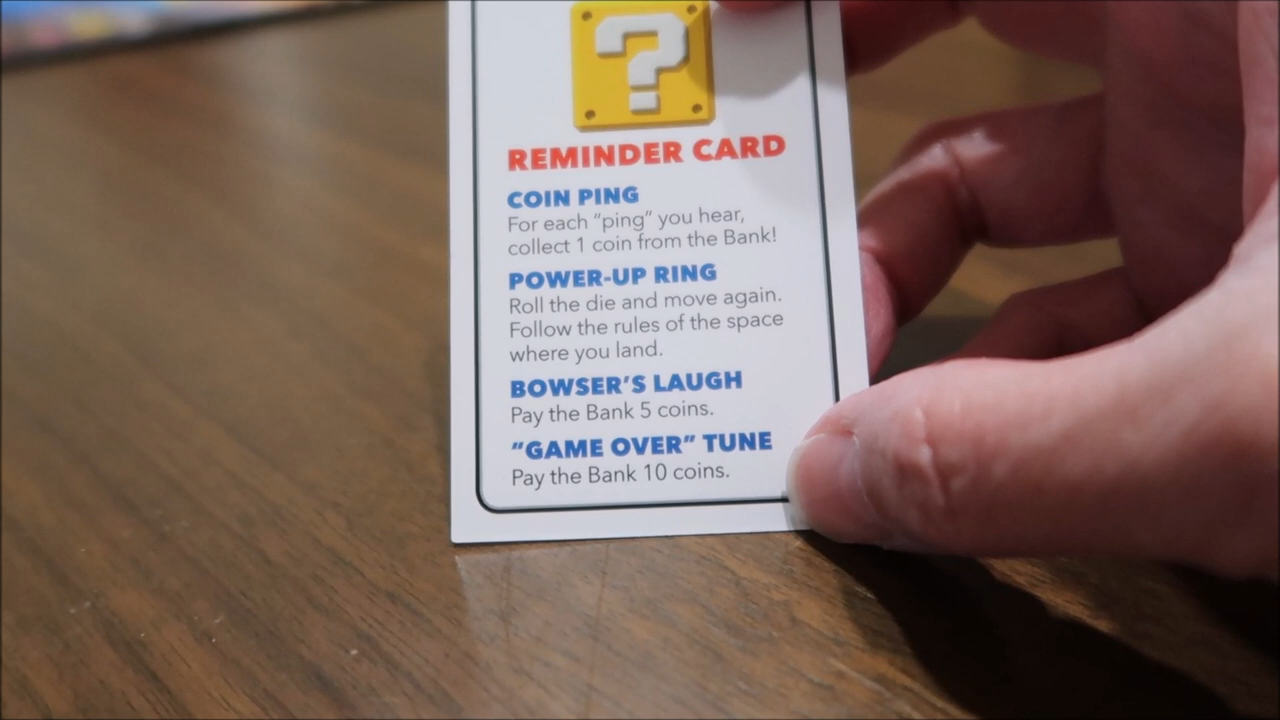 ?
REMINDER CARD
COIN PING
For each “ping” you hear,
collect 1 coin from the Bank!
POWER-UP RING
Roll the die and move again.
Follow the rules of the space
where you land.
BOWSER’S LAUGH
Pay the Bank 5 coins.
“GAME OVER” TUNE
Pay the Bank 10 coins.